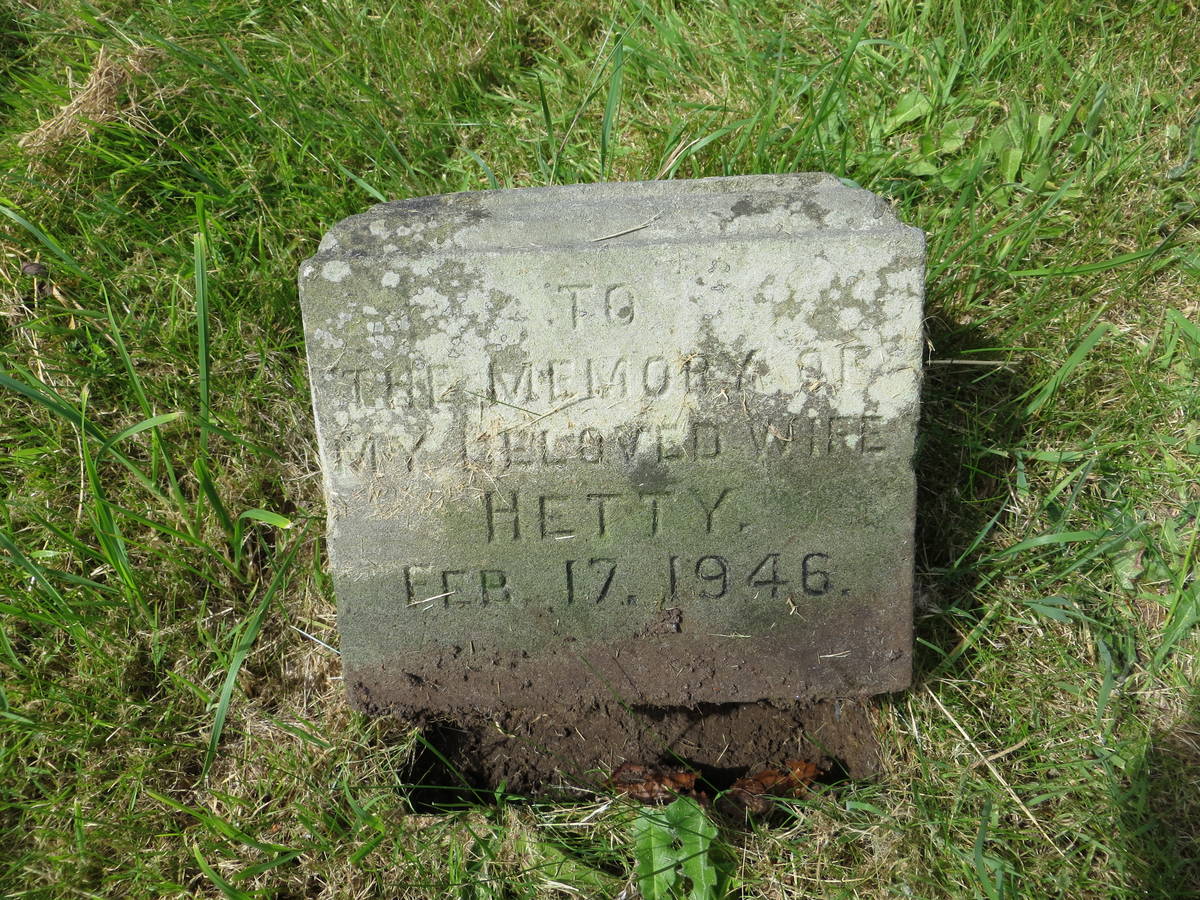 TO
THE MEMORY OF
MY BELOVED WIFE
HETTY.
FEB. 17. 1946.